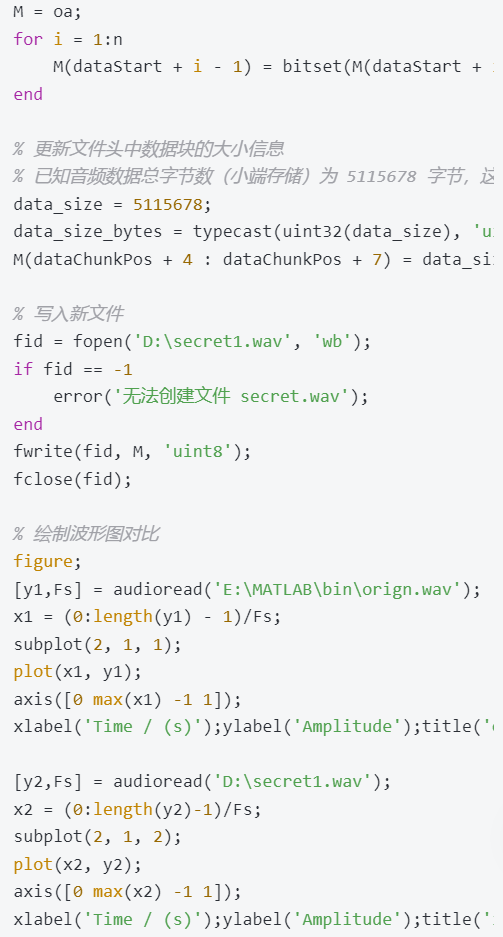 M = oa;
for i = 1:n
    M(dataStart + i - 1) = bitset(M(dataStart +
end
% 更新文件头中数据块的大小信息
% 已知音频数据总字节数（小端存储）为 5115678 字节，这
data_size = 5115678;
data_size_bytes = typecast(uint32(data_size), 'ui
M(dataChunkPos + 4 : dataChunkPos + 7) = data_siz
% 写入新文件
fid = fopen('D:\secret1.wav', 'wb');
if fid == -1
    error('无法创建文件 secret.wav');
end
fwrite(fid, M, 'uint8');
fclose(fid);
% 绘制波形图对比
figure;
[y1,Fs] = audioread('E:\MATLAB\bin\orign.wav');
x1 = (0:length(y1) - 1)/Fs;
subplot(2, 1, 1);
plot(x1, y1);
axis([0 max(x1) -1 1]);
xlabel('Time / (s)');ylabel('Amplitude');title('
[y2,Fs] = audioread('D:\secret1.wav');
x2 = (0:length(y2)-1)/Fs;
subplot(2, 1, 2);
plot(x2, y2);
axis([0 max(x2) -1 1]);
xlabel('Time / (s)');ylabel('Amplitude');title('